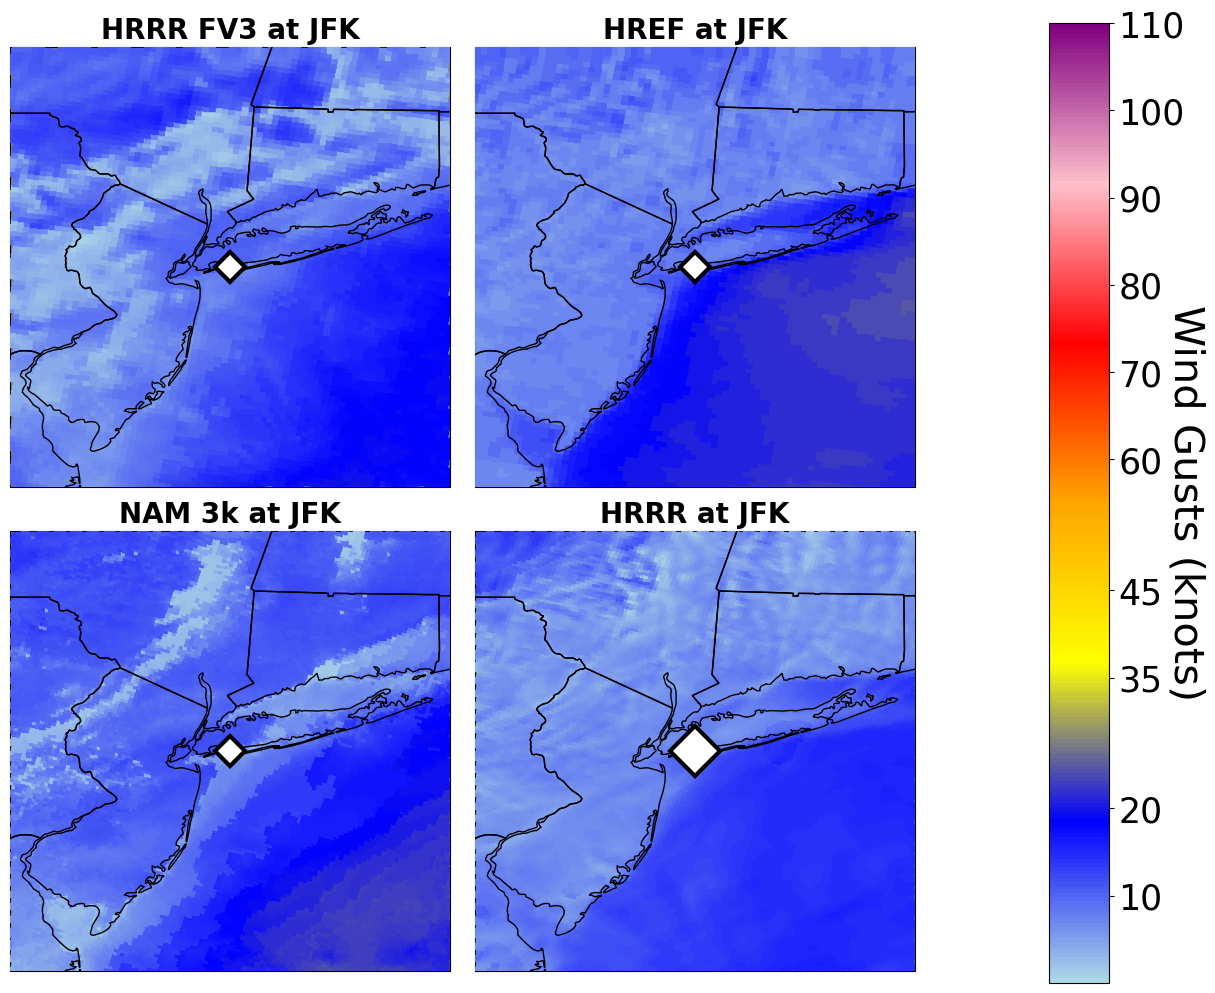 HRRR FV3 at JFK
HREF at JFK
NAM 3k at JFK
HRRR at JFK
110
100
90
80
70
60
45
35
20
10
Wind Gusts (knots)